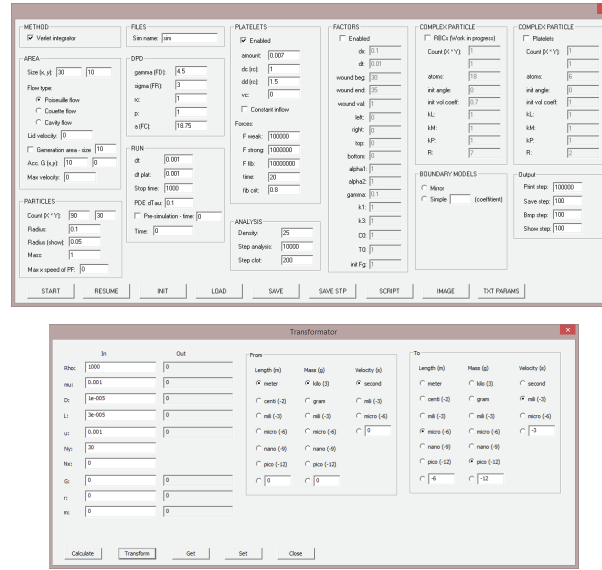 METHOD
Verlet integrator
AREA
Size (x, y): 30 10
Flow type:
Poiseuille flow
Couette flow
Cavity flow
Lid velocity: 0
Generation area - size 10
Acc. G (x,y): 10 0
Max velocity: 0
PARTICLES
Count (X * Y): 90 30
Radius: 0.1
Radius (show): 0.05
Mass: 1
Max x speed of PF: 0
FILES
Sim name: sim
DPD
gamma (FD): 4.5
sigma (FR): 3
rc: 1
p: 1
a (FC): 18.75
RUN
dt 0.001
dt plat: 0.001
Stop time: 1000
PDE dTau: 0.1
Pre-simulation - time: 0
Time: 0
PLATELETS
Enabled
amount: 0.007
dc (rc): 1
dd (rc): 1.5
vc: 0
Constant inflow
Forces:
F weak: 100000
F strong: 1000000
F fib: 10000000
time: 20
fib crit: 0.8
ANALYSIS
Density: 25
Step analysis: 10000
Step clot: 200
FACTORS
Enabled
dx: 0.1
dt: 0.01
wound beg: 30
wound end: 35
wound val: 1
left: 0
right: 0
top: 0
bottom: 0
alpha1: 1
alpha2: 1
gamma: 0.1
k1: 1
k3: 1
C0: 1
T0: 1
init Fg: 1
COMPLEX PARTICLE
RBCs (Work in progress)
Count (X * Y): 1
1
atoms: 18
init angle: 0
init vol coeff: 0.7
kL: 1
kM: 1
kP: 1
R: 7
BOUNDARY MODELS
Mirror
Simple (coeffitient)
COMPLEX PARTICLE
Platelets
Count (X * Y): 1
1
atoms: 6
init angle: 0
init vol coeff: 1
kL: 1
kM: 1
kP: 1
R: 2
Output
Print step: 100000
Save step: 100
Bmp step: 100
Show step: 100
START RESUME INIT LOAD SAVE SAVE STP SCRIPT IMAGE TXT PARAMS
Transformator
In Out
Rho: 1000 0
mu: 0.001 0
D: 1e-005 0
L: 3e-005 0
u: 0.001 0
Ny: 30
Nx: 0
G: 0 0
r: 0 0
m: 0 0
From
Length (m) Mass (g) Velocity (s)
meter kilo (3) second
centi (-2) gram mili (-3)
mili (-3) mili (-3) micro (-6)
micro (-6) micro (-6) 0
nano (-9) nano (-9)
pico (-12) pico (-12)
0 0
To
Length (m) Mass (g) Velocity (s)
meter kilo (3) second
centi (-2) gram mili (-3)
mili (-3) mili (-3) micro (-6)
micro (-6) micro (-6) -3
nano (-9) nano (-9)
pico (-12) pico (-12)
-6 -12
Calculate Transform Get Set Close